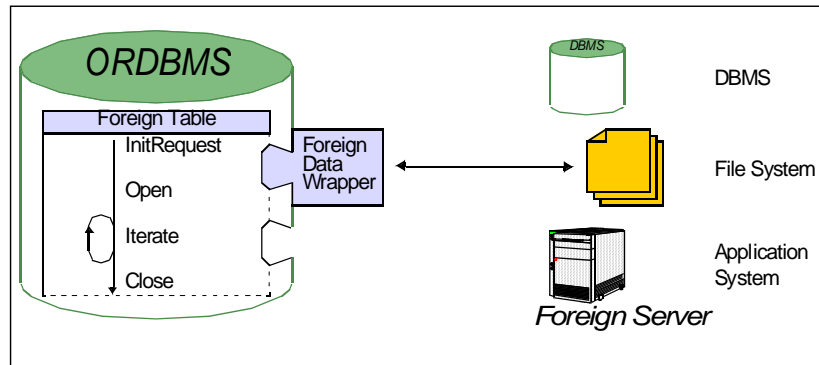 ORDBMS
Foreign Table
InitRequest
Open
Iterate
Close
Foreign
Data
Wrapper
DBMS
DBMS
File System
Application
System
Foreign Server